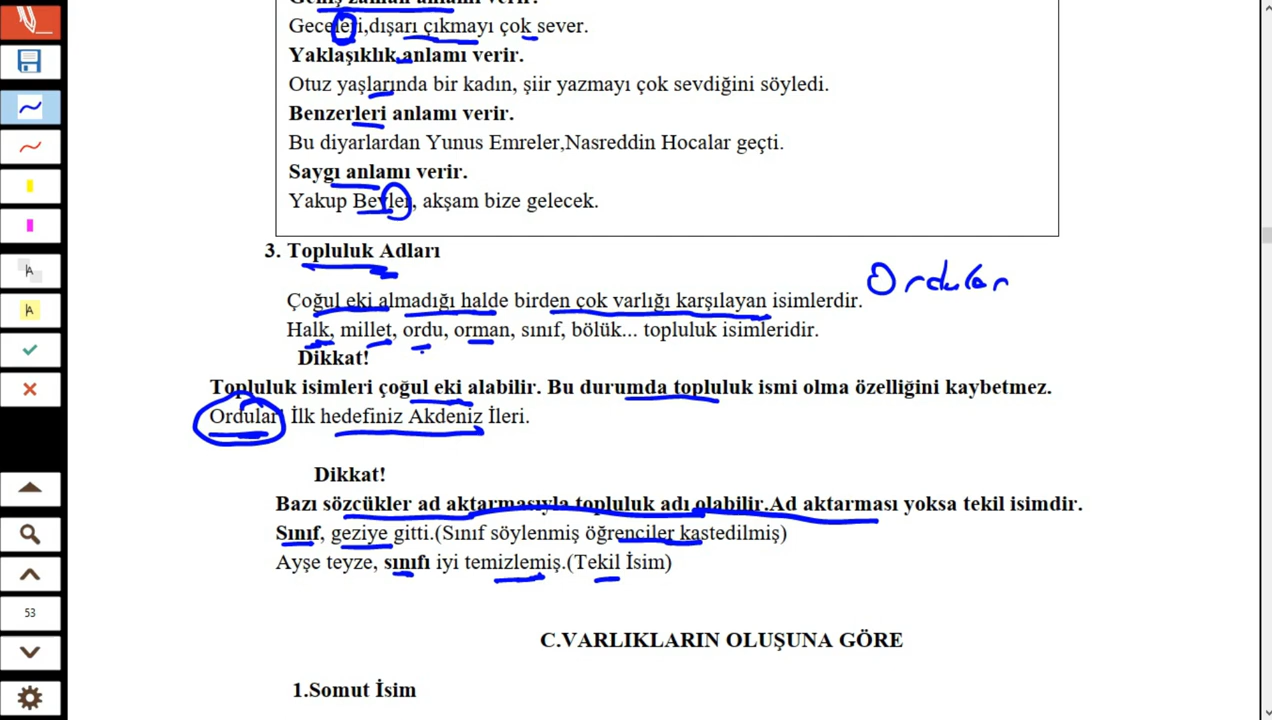 Geniş zaman anlamı verir.
Geceleri,dışarı çıkmayı çok sever.
Yaklaşıklık anlamı verir.
Otuz yaşlarında bir kadın, şiir yazmayı çok sevdiğini söyledi.
Benzerleri anlamı verir.
Bu diyarlardan Yunus Emreler,Nasreddin Hocalar geçti.
Saygı anlamı verir.
Yakup Beyler, akşam bize gelecek.
3. Topluluk Adları
Ordular
Çoğul eki almadığı halde birden çok varlığı karşılayan isimlerdir.
Halk, millet, ordu, orman, sınıf, bölük... topluluk isimleridir.
Dikkat!
Topluluk isimleri çoğul eki alabilir. Bu durumda topluluk ismi olma özelliğini kaybetmez.
Ordular! İlk hedefiniz Akdeniz İleri.
Dikkat!
Bazı sözcükler ad aktarmasıyla topluluk adı olabilir.Ad aktarması yoksa tekil isimdir.
Sınıf, geziye gitti.(Sınıf söylenmiş öğrenciler kastedilmiş)
Ayşe teyze, sınıfı iyi temizlemiş.(Tekil İsim)
53
C.VARLIKLARIN OLUŞUNA GÖRE
1.Somut İsim